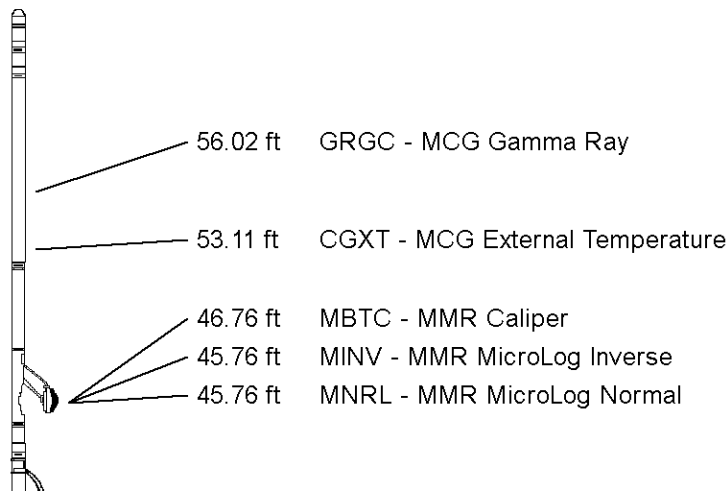 56.02 ft GRGC - MCG Gamma Ray
53.11 ft CGXT - MCG External Temperature
46.76 ft MBTC - MMR Caliper
45.76 ft MINV - MMR MicroLog Inverse
45.76 ft MNRL - MMR MicroLog Normal